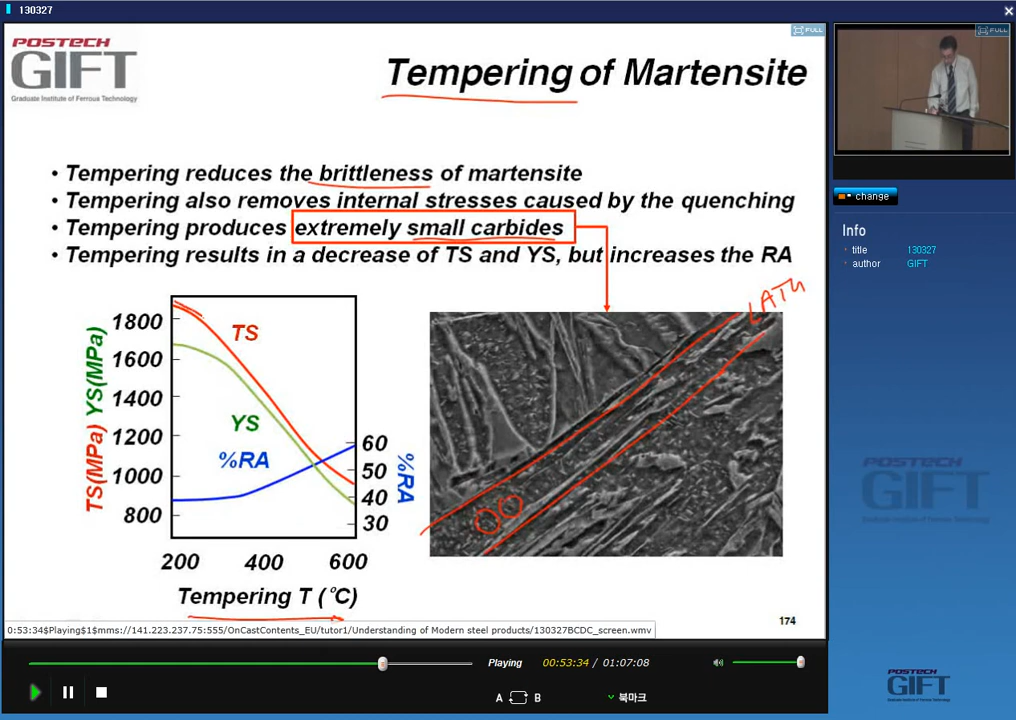 130327
POSTECH
GIFT
Graduate Institute of Ferrous Technology
FULL
Tempering of Martensite
• Tempering reduces the brittleness of martensite
• Tempering also removes internal stresses caused by the quenching
• Tempering produces extremely small carbides
• Tempering results in a decrease of TS and YS, but increases the RA
LATH
TS(MPa) YS(MPa)
1800
1600
1400
1200
1000
800
TS
YS
%RA
60
50
40
30
%RA
200 400 600
Tempering T (°C)
174
0:53:34$Playing$1$mms://141.223.237.75:555/OnCastContents_EU/tutor1/Understanding of Modern steel products/130327BCDC_screen.wmv
Playing 00:53:34 / 01:07:08
A B 북마크
FULL
change
Info
title 130327
author GIFT
POSTECH
GIFT
POSTECH
GIFT